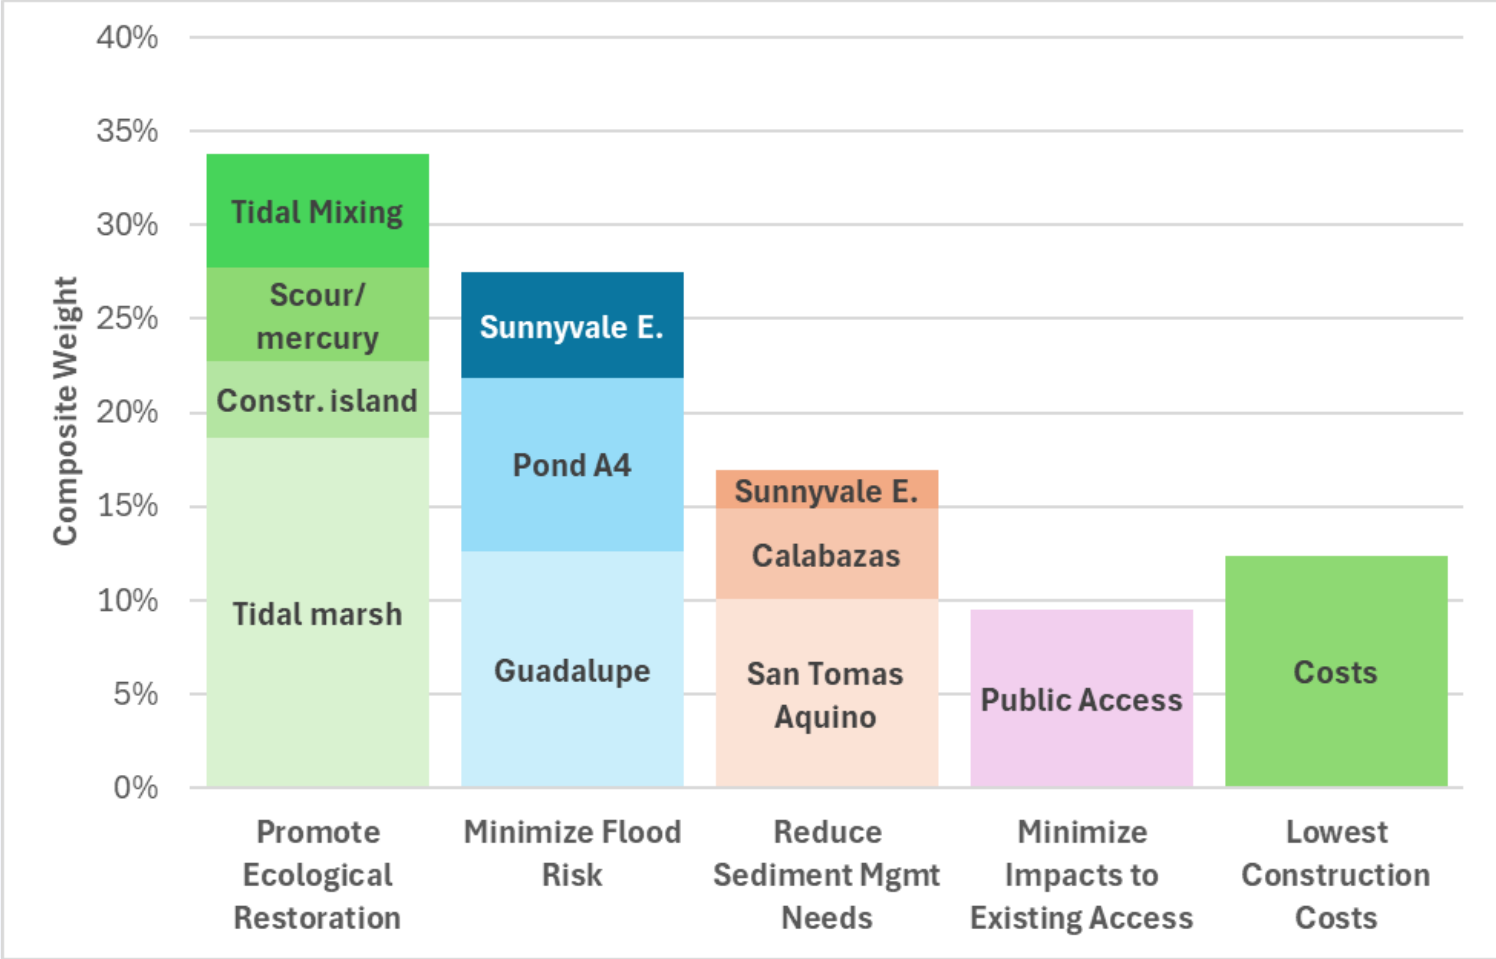 40%
35%
30%
25%
20%
15%
10%
5%
0%
Composite Weight
Tidal Mixing
Scour/
mercury
Constr. island
Tidal marsh
Sunnyvale E.
Pond A4
Guadalupe
Sunnyvale E.
Calabazas
San Tomas
Aquino
Public Access
Costs
Promote
Ecological
Restoration
Minimize Flood
Risk
Reduce
Sediment Mgmt
Needs
Minimize
Impacts to
Existing Access
Lowest
Construction
Costs